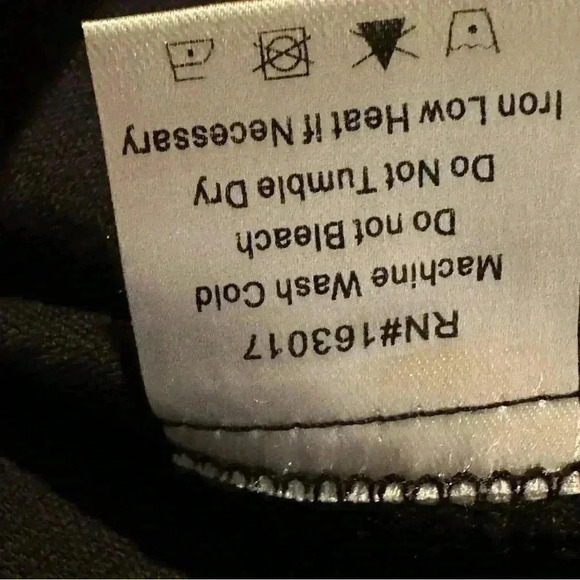 RN#163017
Machine Wash Cold
Do not Bleach
Do Not Tumble Dry
Iron Low Heat If Necessary